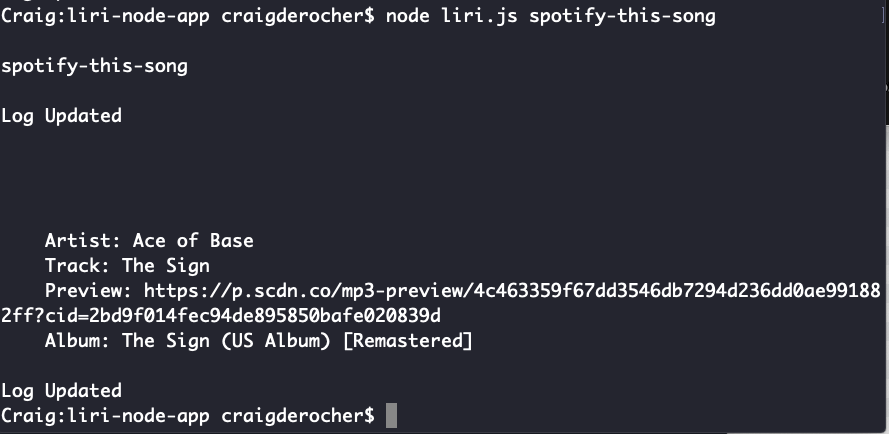 Craig:liri-node-app craigderocher$ node liri.js spotify-this-song
spotify-this-song
Log Updated
Artist: Ace of Base
Track: The Sign
Preview: https://p.scdn.co/mp3-preview/4c463359f67dd3546db7294d236dd0ae99188
2ff?cid=2bd9f014fec94de895850bafe020839d
Album: The Sign (US Album) [Remastered]
Log Updated
Craig:liri-node-app craigderocher$